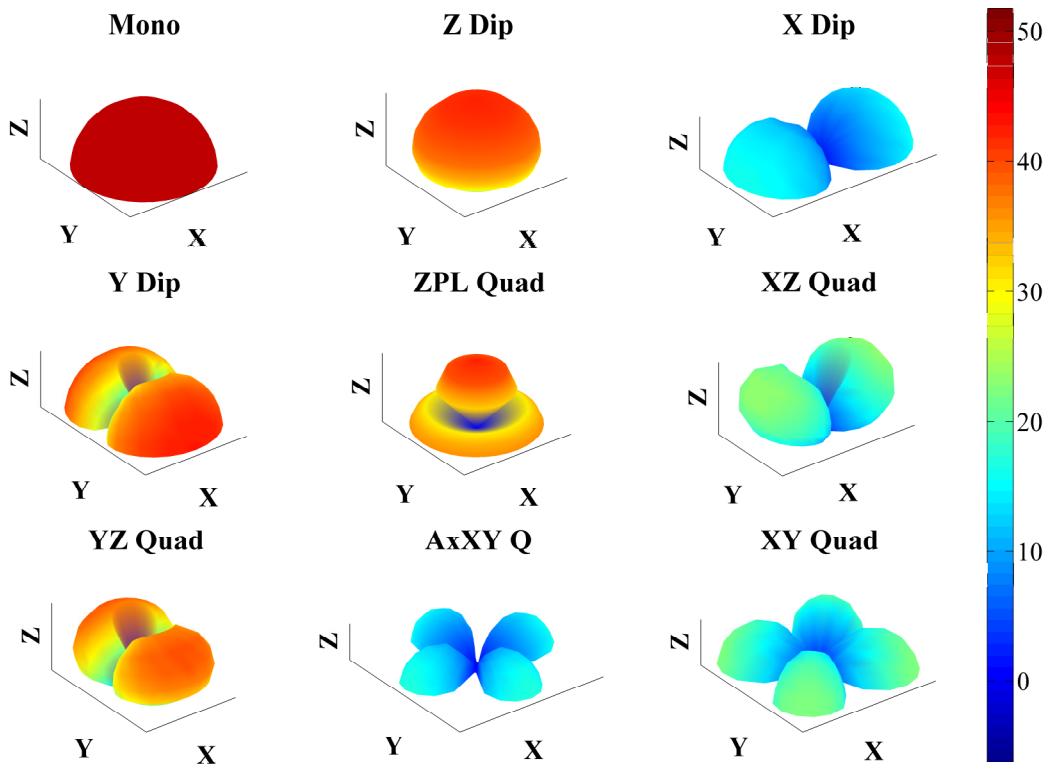 Mono
Z Dip
X Dip
Z
Y
X
Z
Z
Y
X
Y Dip
ZPL Quad
XZ Quad
Z
Y
X
Z
Z
Y
X
YZ Quad
AxXY Q
XY Quad
Z
Y
X
Z
Y
X
Z
Y
X
50
40
30
20
10
0